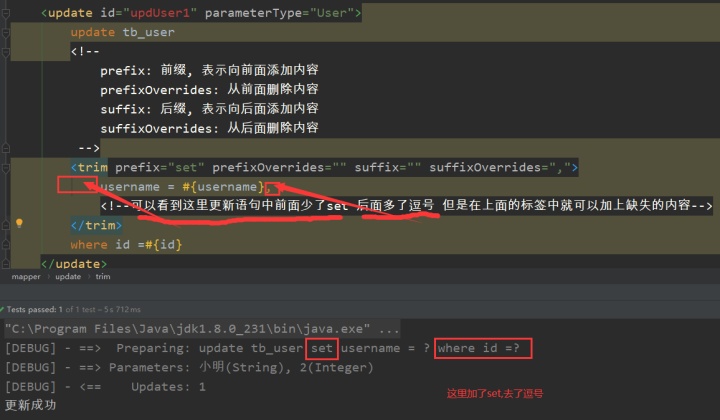 <update id="updUser1" parameterType="User">
update tb_user
<!--
prefix: 前缀, 表示向前面添加内容
prefixOverrides: 从前面删除内容
suffix: 后缀, 表示向后面添加内容
suffixOverrides: 从后面删除内容
-->
<trim prefix="set" prefixOverrides="" suffix="" suffixOverrides=",">
username = #{username},
<!--可以看到这里更新语句中前面少了set 后面多了逗号 但是在上面的标签中就可以加上缺失的内容-->
</trim>
where id =#{id}
</update>
mapper › update › trim
Tests passed: 1 of 1 test – 5 s 712 ms
"C:\Program Files\Java\jdk1.8.0_231\bin\java.exe" ...
[DEBUG] - ==>  Preparing: update tb_user set username = ? where id =?
[DEBUG] - ==> Parameters: 小明(String), 2(Integer)
[DEBUG] - <==    Updates: 1
更新成功
这里加了set,去了逗号